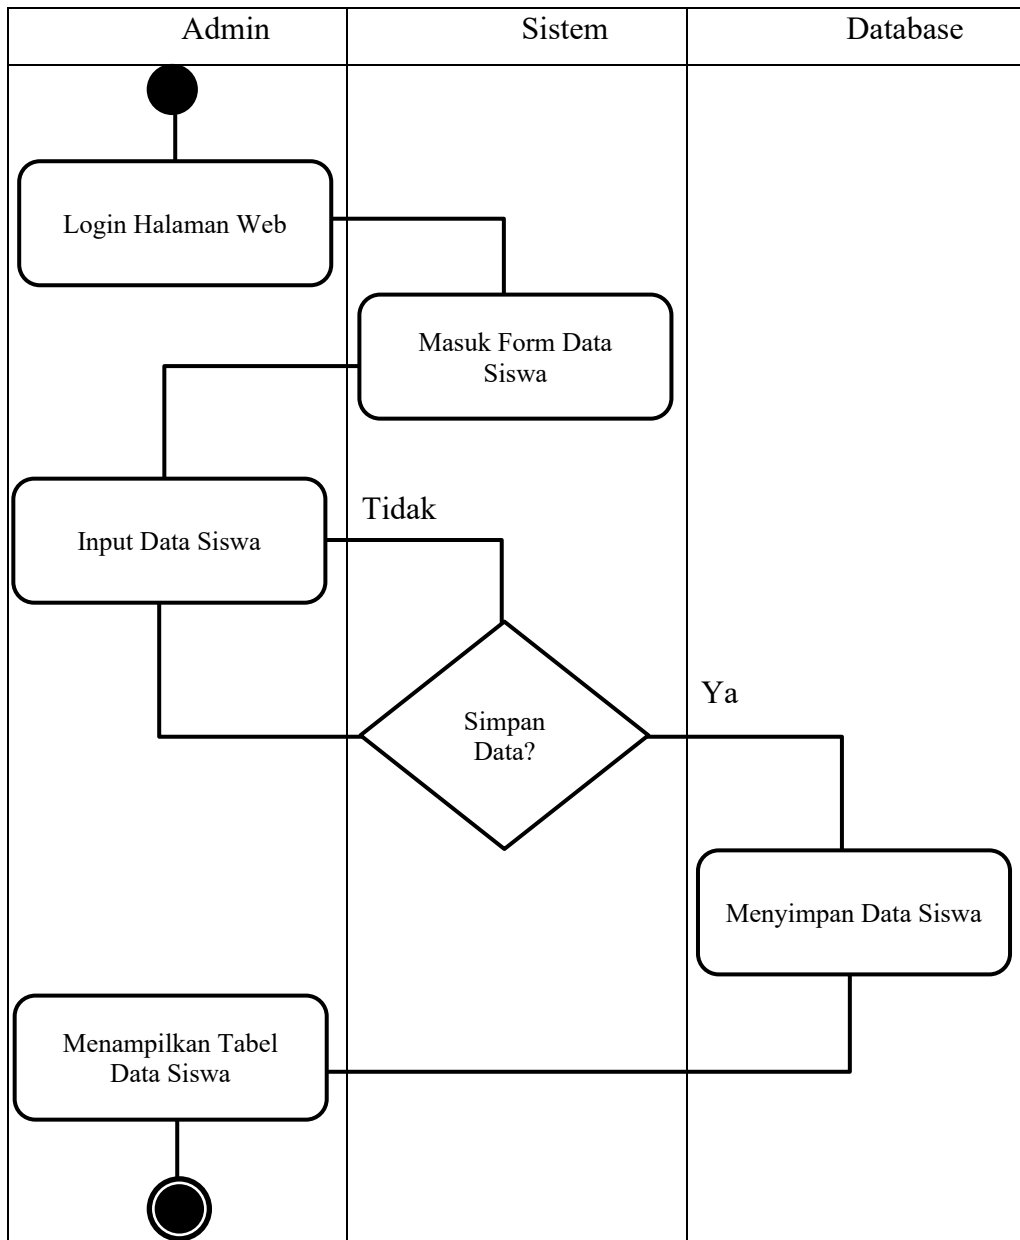 Admin
Sistem
Database
Login Halaman Web
Masuk Form Data
Siswa
Tidak
Input Data Siswa
Ya
Simpan
Data?
Menyimpan Data Siswa
Menampilkan Tabel
Data Siswa